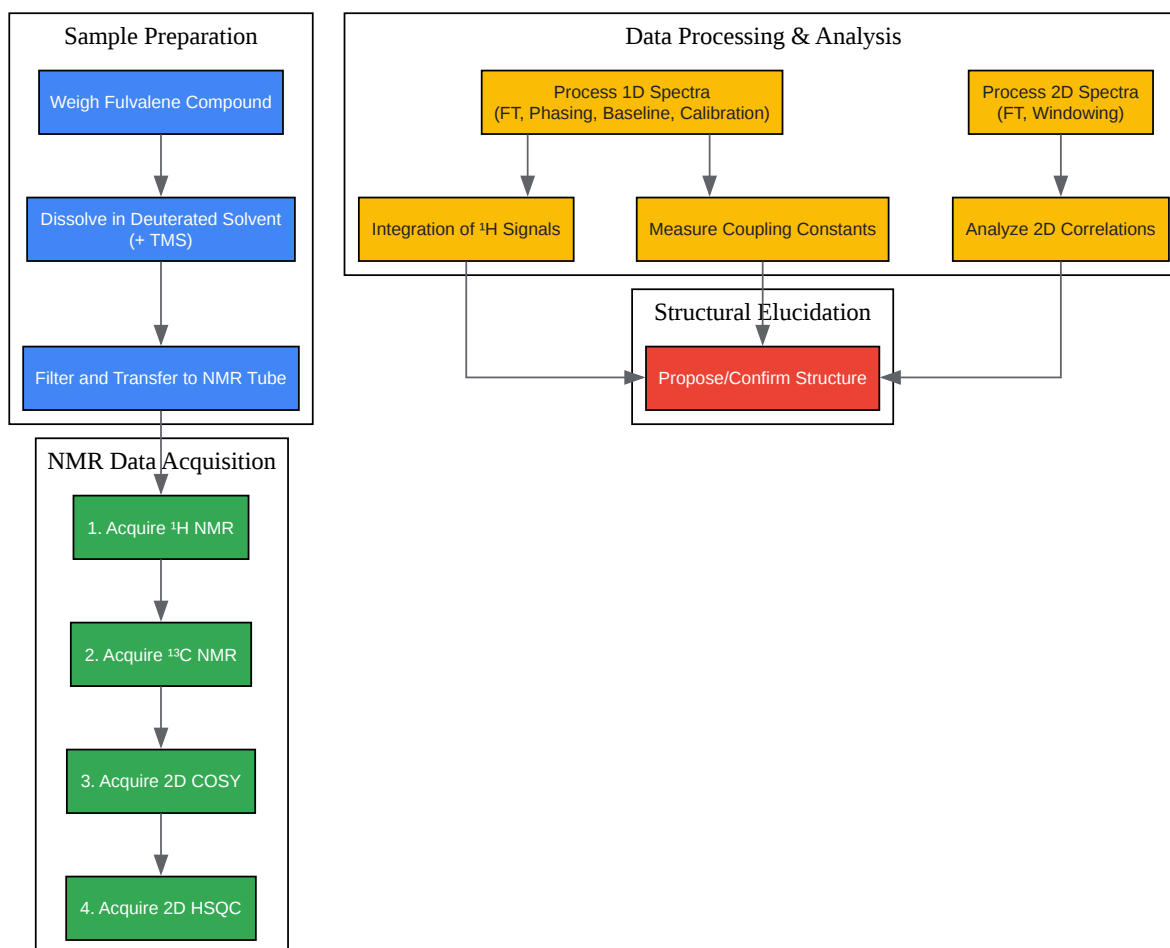 Sample Preparation
Weigh Fulvalene Compound
Dissolve in Deuterated Solvent
(+ TMS)
Filter and Transfer to NMR Tube
NMR Data Acquisition
1. Acquire ¹H NMR
2. Acquire ¹³C NMR
3. Acquire 2D COSY
4. Acquire 2D HSQC
Data Processing & Analysis
Process 1D Spectra
(FT, Phasing, Baseline, Calibration)
Process 2D Spectra
(FT, Windowing)
Integration of ¹H Signals
Measure Coupling Constants
Analyze 2D Correlations
Structural Elucidation
Propose/Confirm Structure